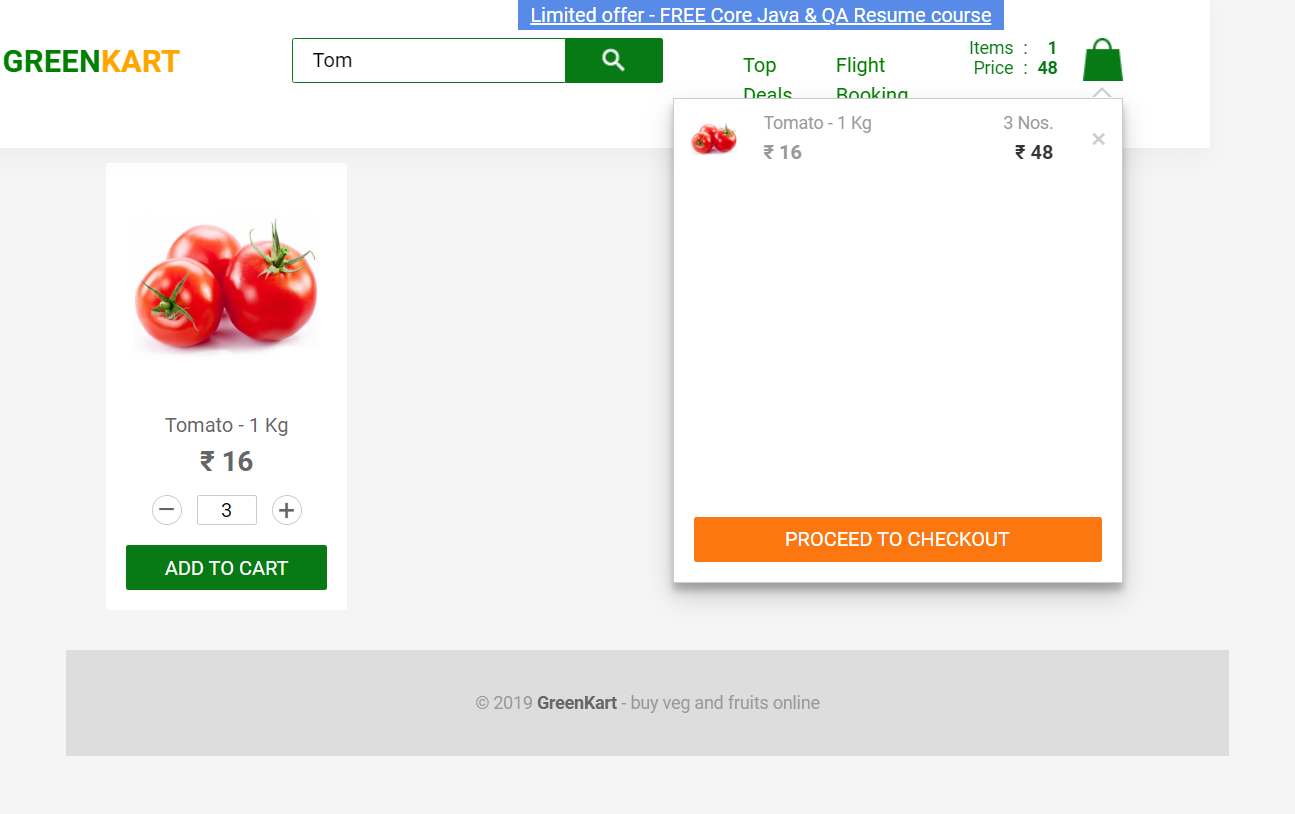 Limited offer - FREE Core Java & QA Resume course
GREENKART
Tom
Top Deals
Flight Booking
Items : 1
Price : 48
Tomato - 1 Kg 3 Nos. ×
₹ 16 ₹ 48
PROCEED TO CHECKOUT
Tomato - 1 Kg
₹ 16
− 3 +
ADD TO CART
© 2019 GreenKart - buy veg and fruits online